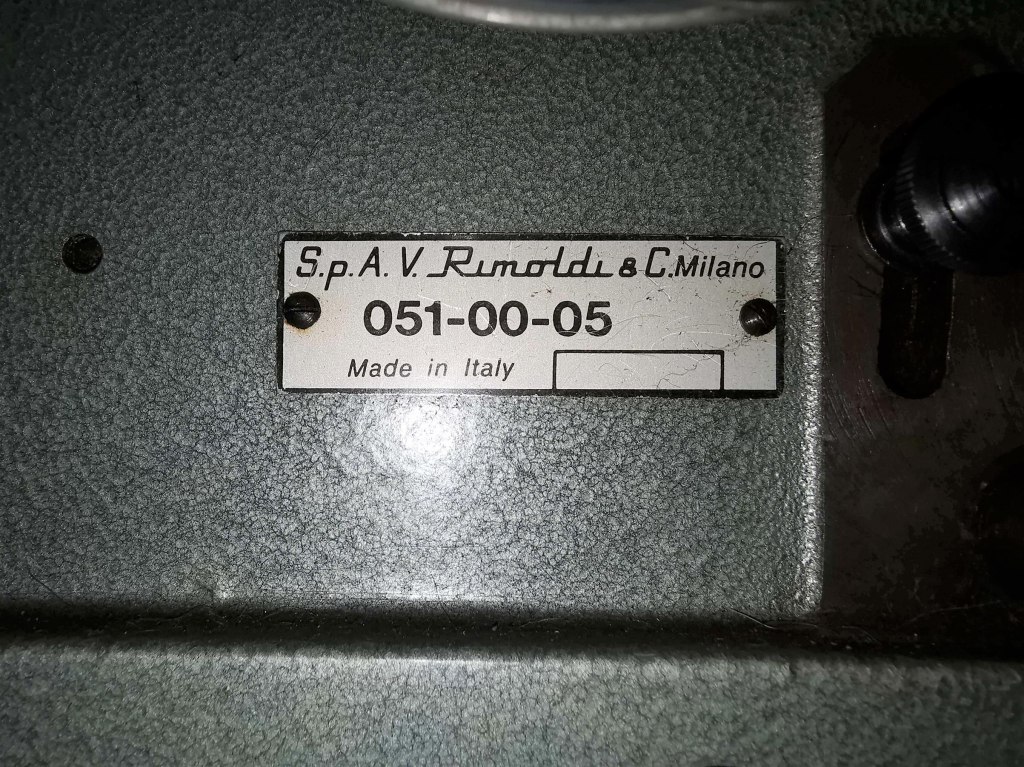 S.p.A. V. Rimoldi & C. Milano
051-00-05
Made in Italy